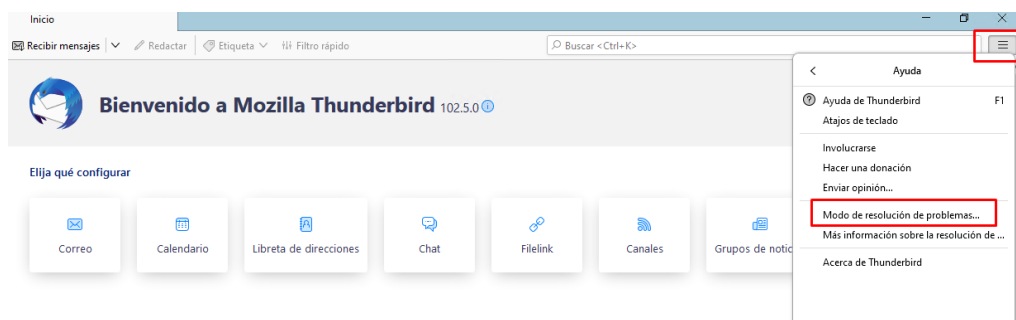 Inicio
Recibir mensajes Redactar Etiqueta Filtro rápido Buscar <Ctrl+K>
Bienvenido a Mozilla Thunderbird 102.5.0
Elija qué configurar
Correo Calendario Libreta de direcciones Chat Filelink Canales Grupos de notic
Ayuda
Ayuda de Thunderbird F1
Atajos de teclado
Involucrarse
Hacer una donación
Enviar opinión...
Modo de resolución de problemas...
Más información sobre la resolución de ...
Acerca de Thunderbird